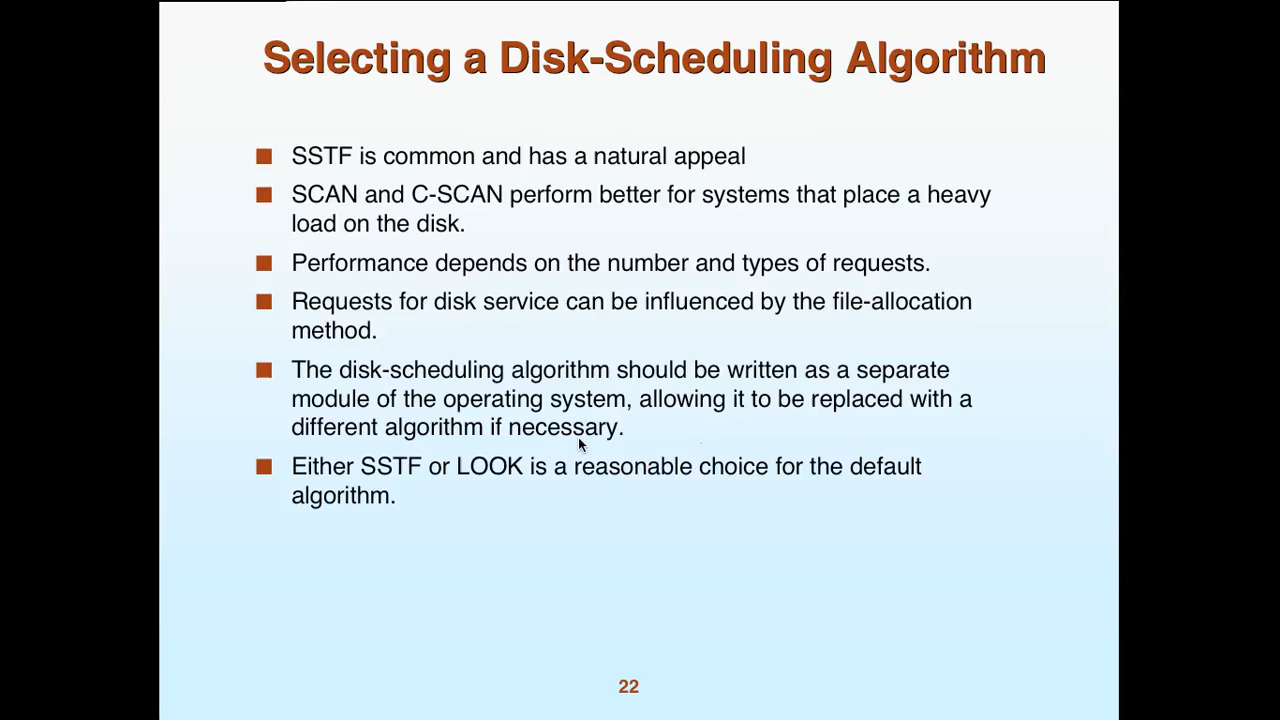 Selecting a Disk-Scheduling Algorithm
SSTF is common and has a natural appeal
SCAN and C-SCAN perform better for systems that place a heavy
load on the disk.
Performance depends on the number and types of requests.
Requests for disk service can be influenced by the file-allocation
method.
The disk-scheduling algorithm should be written as a separate
module of the operating system, allowing it to be replaced with a
different algorithm if necessary.
Either SSTF or LOOK is a reasonable choice for the default
algorithm.
22